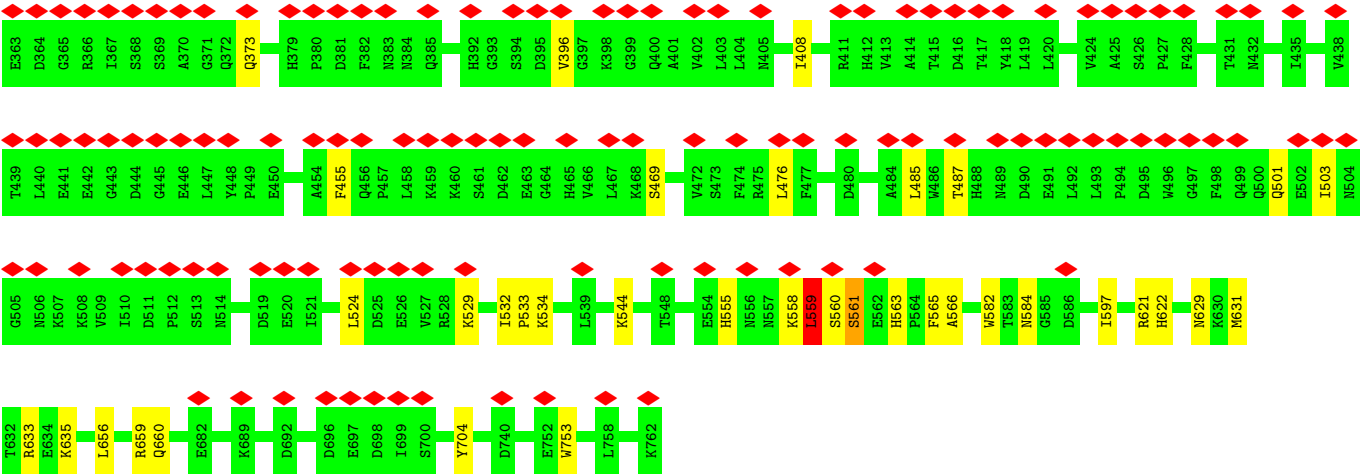 E363 D364 G365 R366 I367 S368 S369 A370 G371 Q372 Q373 H379 P380 D381 F382 N383 N384 Q385 H392 G393 S394 D395 V396 G397 K398 G399 Q400 A401 V402 L403 L404 N405 I408 R411 H412 V413 A414 T415 D416 T417 Y418 L419 L420 V424 A425 S426 P427 F428 T431 N432 I435 V438
T439 L440 E441 E442 G443 D444 G445 E446 L447 Y448 P449 E450 A454 F455 Q456 P457 L458 K459 K460 S461 D462 E463 G464 H465 V466 L467 K468 S469 V472 S473 F474 R475 L476 F477 D480 A484 L485 W486 T487 H488 N489 D490 E491 L492 L493 P494 D495 W496 G497 F498 Q499 Q500 Q501 E502 I503 N504
G505 N506 K507 K508 V509 I510 D511 P512 S513 N514 D519 E520 I521 L524 D525 E526 V527 R528 K529 I532 P533 K534 L539 K544 T548 E554 H555 N556 N557 K558 L559 S560 S561 E562 H563 P564 F565 A566 W582 T583 N584 G585 D586 I597 R621 H622 N629 K630 M631
T632 R633 E634 K635 L656 R659 Q660 E682 K689 D692 D696 E697 D698 I699 S700 Y704 D740 E752 W753 L758 K762